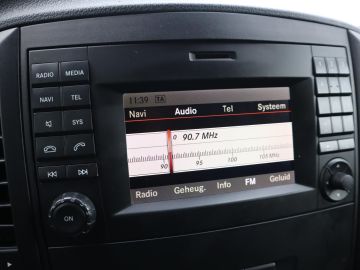 RADIO MEDIA
NAVI TEL
SYS
ON
11:39 TA
Navi Audio Tel Systeem
0 90.7 MHz
90 95 100 105 MHz
Radio Geheug. Info FM Geluid